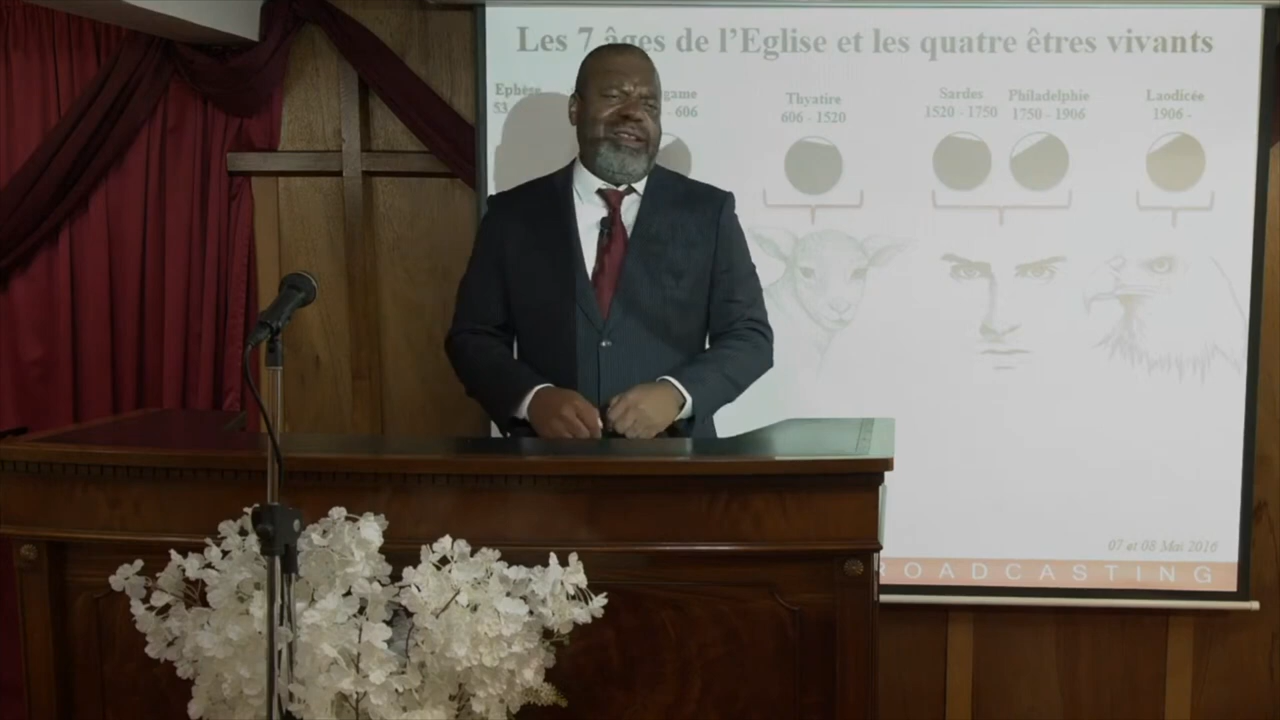 Les 7 âges de l'Eglise et les quatre êtres vivants
Ephèse
53
game
- 606
Thyatire
606 - 1520
Sardes
1520 - 1750
Philadelphie
1750 - 1906
Laodicée
1906 -
07 et 08 Mai 2016
ROADCASTING